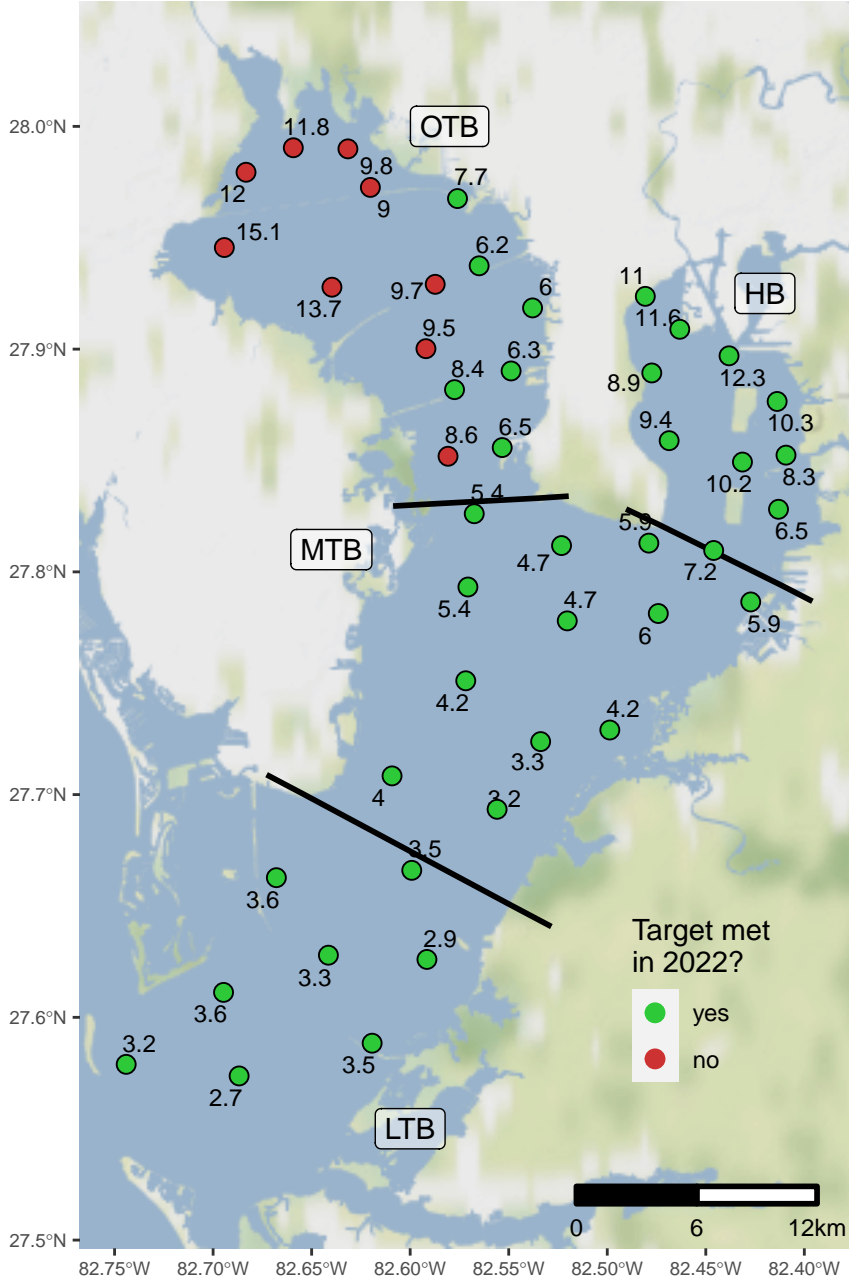 28.0°N
27.9°N
27.8°N
27.7°N
27.6°N
27.5°N
82.75°W 82.70°W 82.65°W 82.60°W 82.55°W 82.50°W 82.45°W 82.40°W
OTB
HB
MTB
LTB
11.8
9.8
12
9
7.7
15.1
6.2
13.7
9.7
6
9.5
8.4
6.3
8.6
6.5
11
11.6
12.3
8.9
10.3
9.4
10.2
8.3
6.5
5.4
4.7
5.9
7.2
5.4
4.7
6
5.9
4.2
4.2
3.3
4
3.2
3.5
3.6
2.9
3.3
3.6
3.2
3.5
2.7
Target met
in 2022?
yes
no
0 6 12km